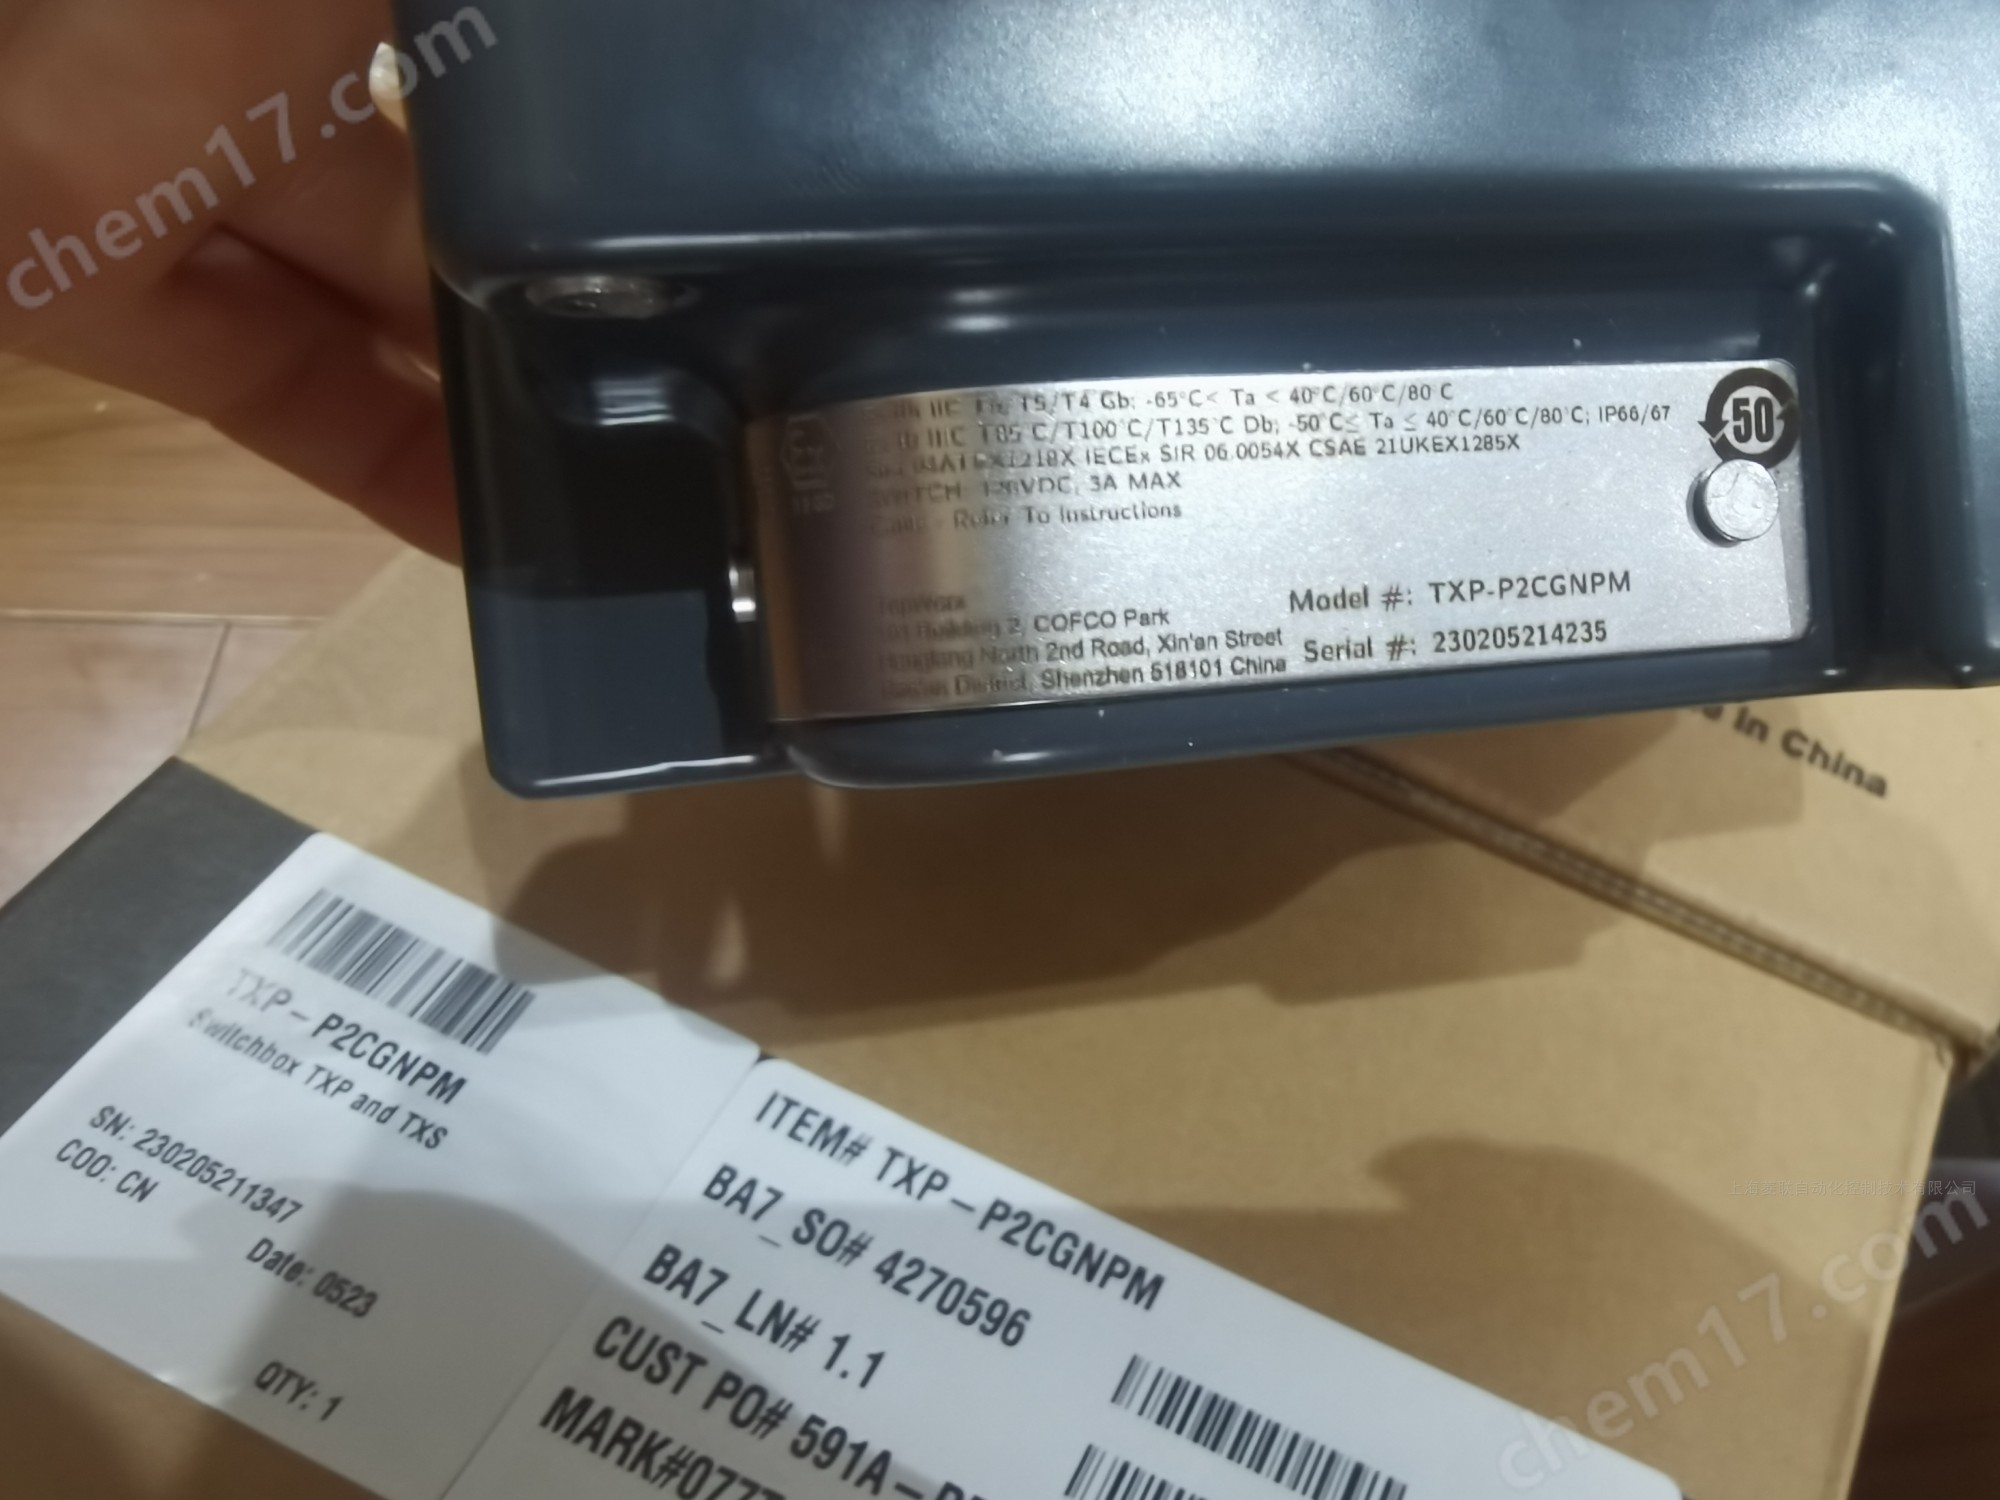 chem17.com
IIC T6/T5/T4 Gb; -65°C< Ta < 40°C/60°C/80°C
IIIC T85°C/T100°C/T135°C Db; -50°C≤ Ta ≤ 40°C/60°C/80°C; IP66/67
IECEx SIR 06.0054X CSAE 21UKEX1285X
SWITCH: MAX
3A
- Refer To Instructions
50
TopWorx
Building 2, COFCO Park
North 2nd Road, Xin'an Street
District, Shenzhen 518101 China
Model #: TXP-P2CGNPM
Serial #: 230205214235
in China
TXP-P2CGNPM
Switchbox TXP and TXS
SN: 230205211347
COO: CN
Date: 0523
QTY: 1
ITEM# TXP-P2CGNPM
BA7_SO# 4270596
BA7_LN# 1.1
CUST PO# 591A-
MARK#0777
chem17.com